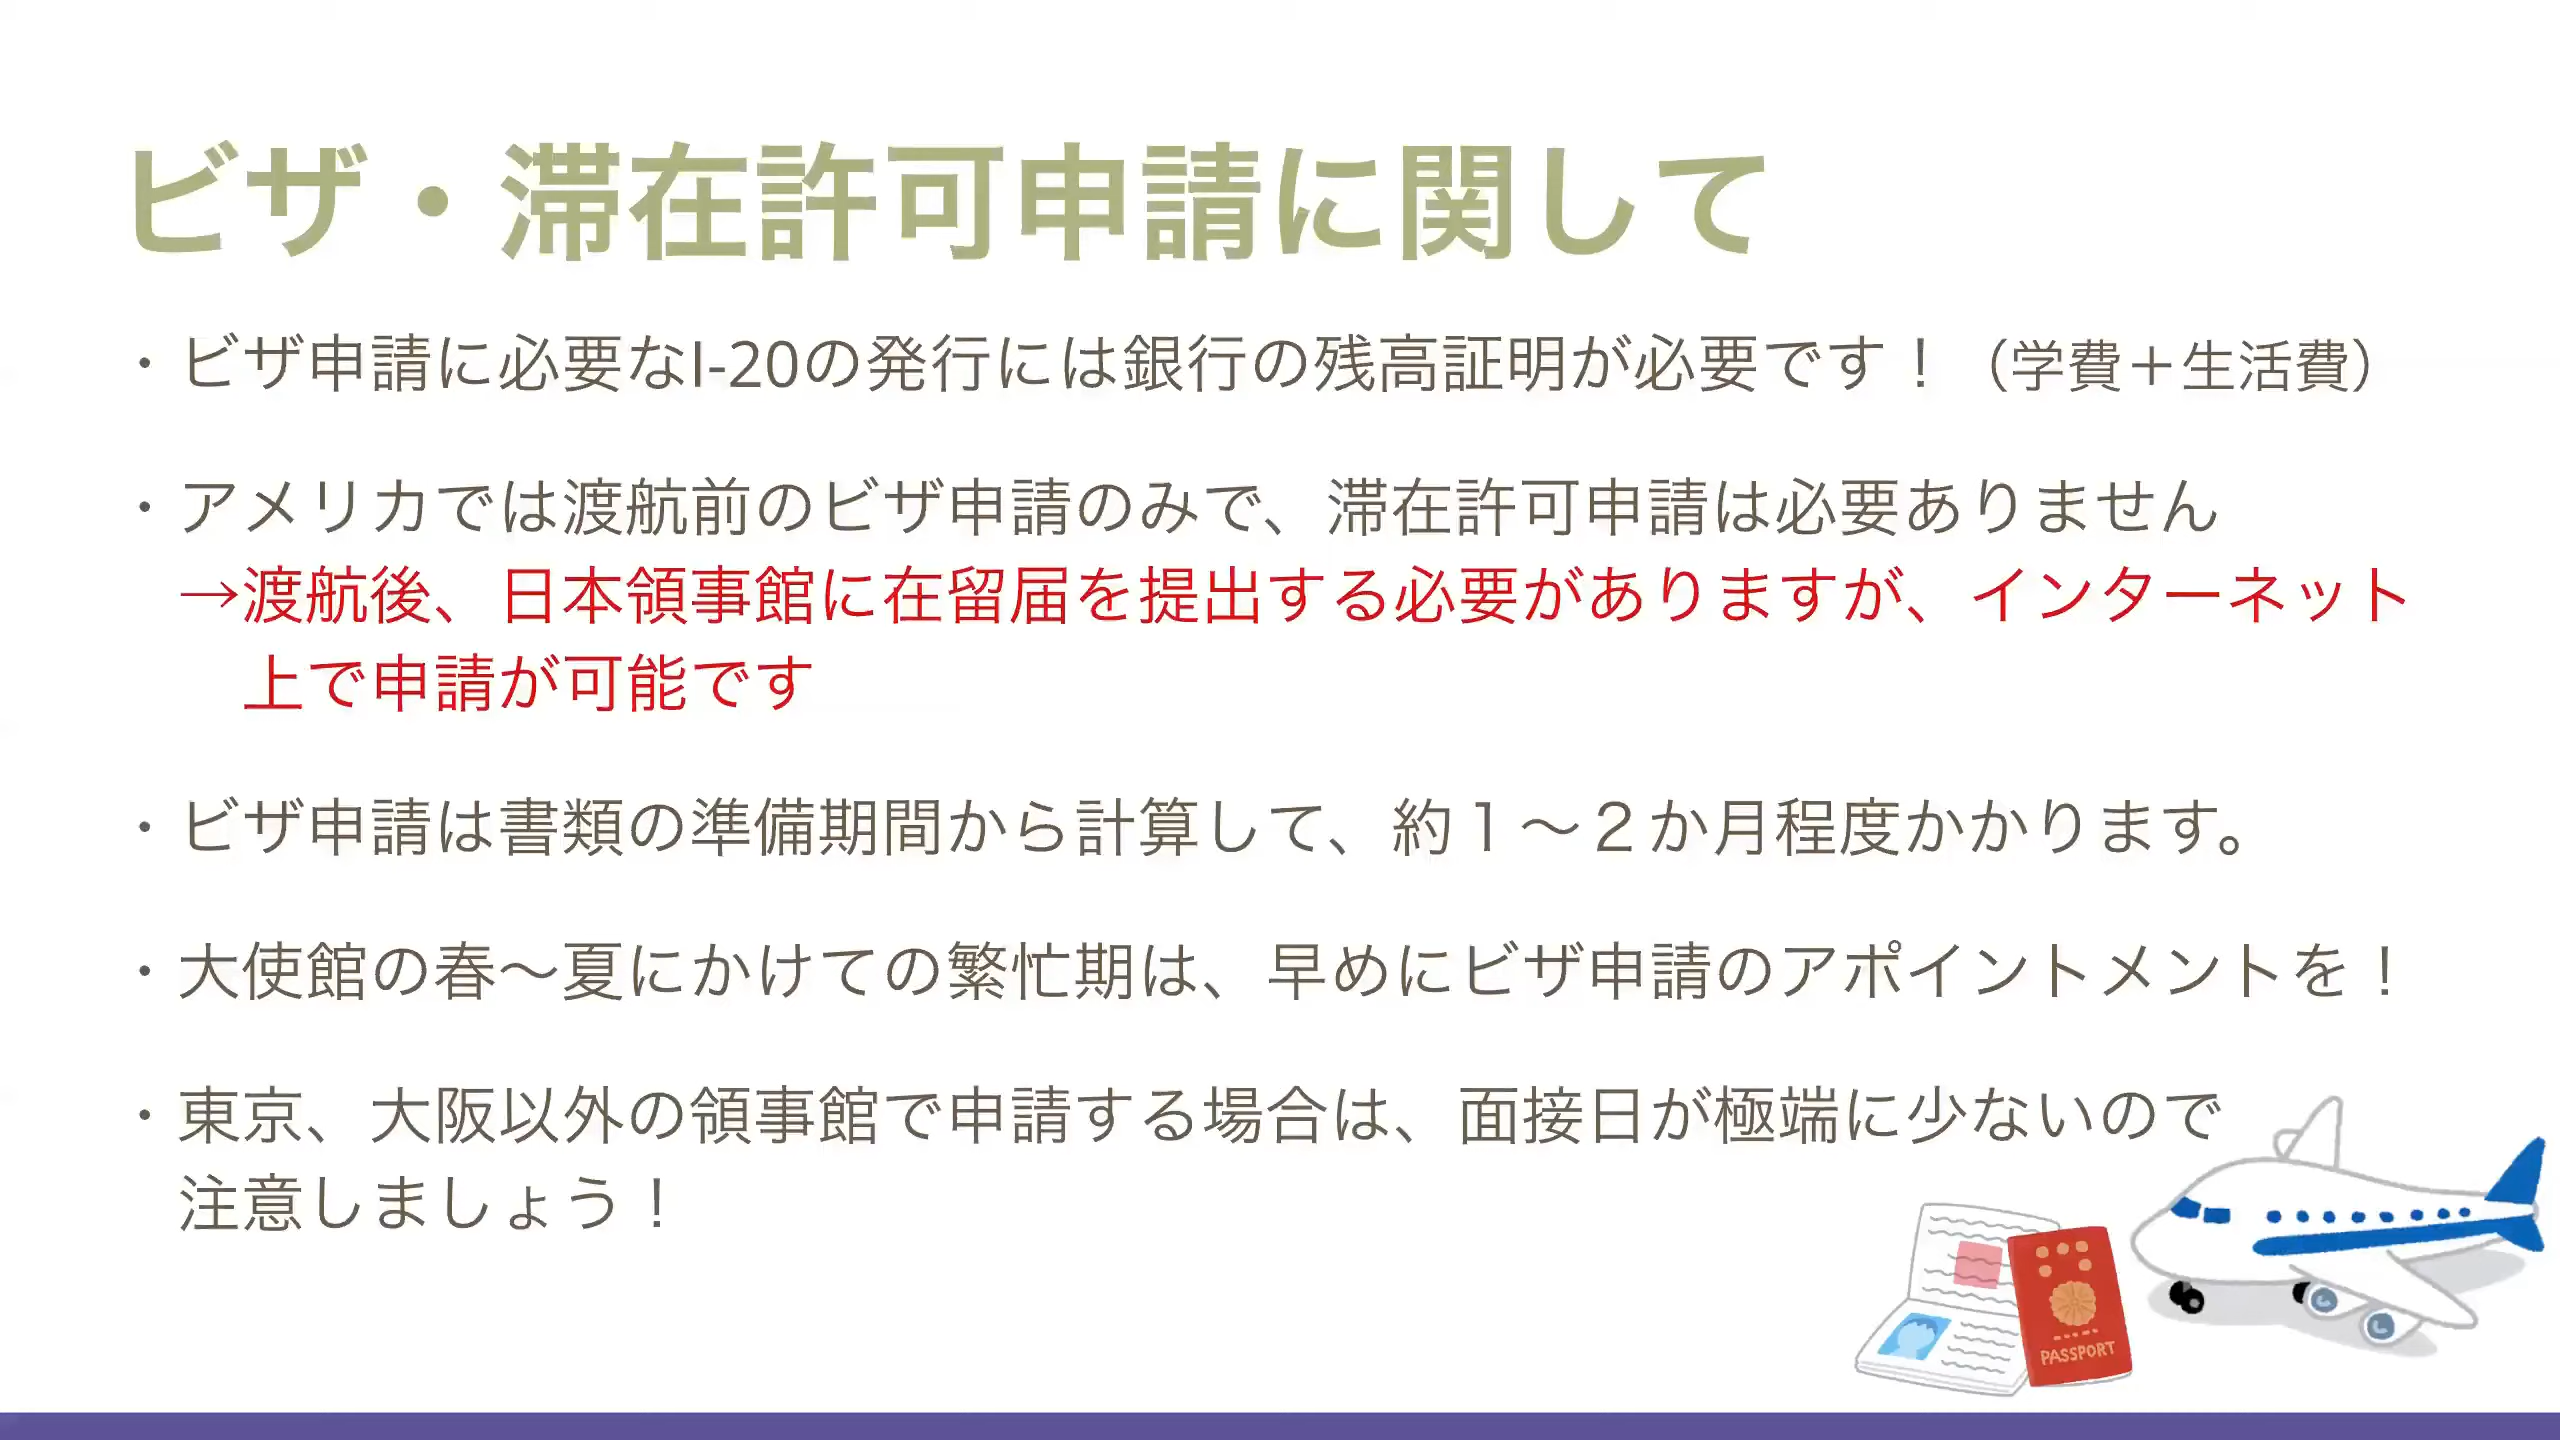 ビザ・滞在許可申請に関して
・ビザ申請に必要なI-20の発行には銀行の残高証明が必要です！（学費＋生活費）
・アメリカでは渡航前のビザ申請のみで、滞在許可申請は必要ありません
→渡航後、日本領事館に在留届を提出する必要がありますが、インターネット
上で申請が可能です
・ビザ申請は書類の準備期間から計算して、約１～２か月程度かかります。
・大使館の春～夏にかけての繁忙期は、早めにビザ申請のアポイントメントを！
・東京、大阪以外の領事館で申請する場合は、面接日が極端に少ないので
注意しましょう！
PASSPORT